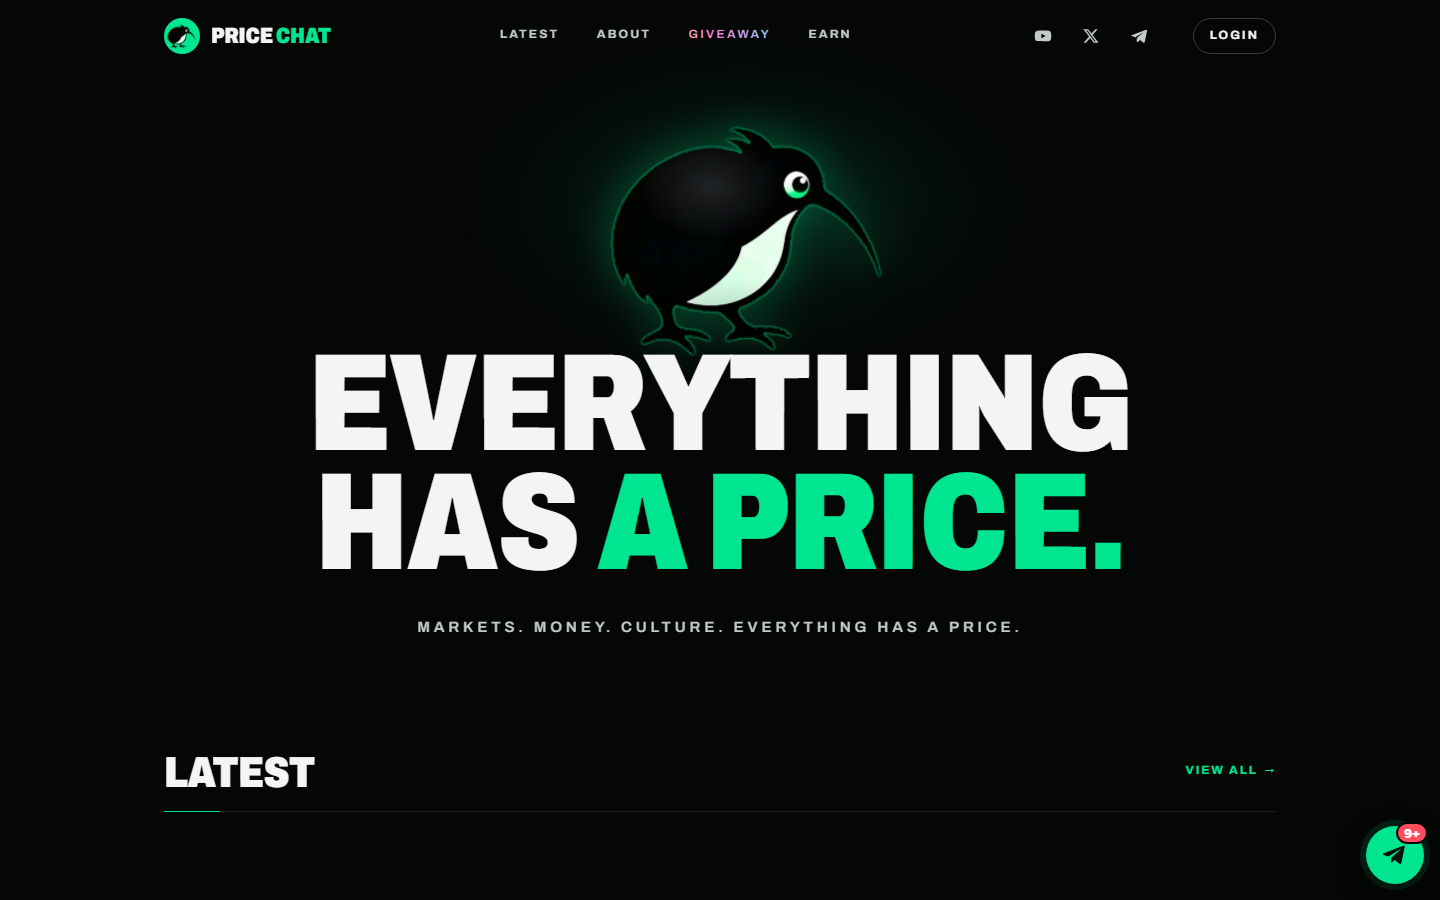 PRICE CHAT
LATEST
ABOUT
GIVEAWAY
EARN
LOGIN
EVERYTHING
HAS A PRICE.
MARKETS. MONEY. CULTURE. EVERYTHING HAS A PRICE.
LATEST
VIEW ALL →
9+